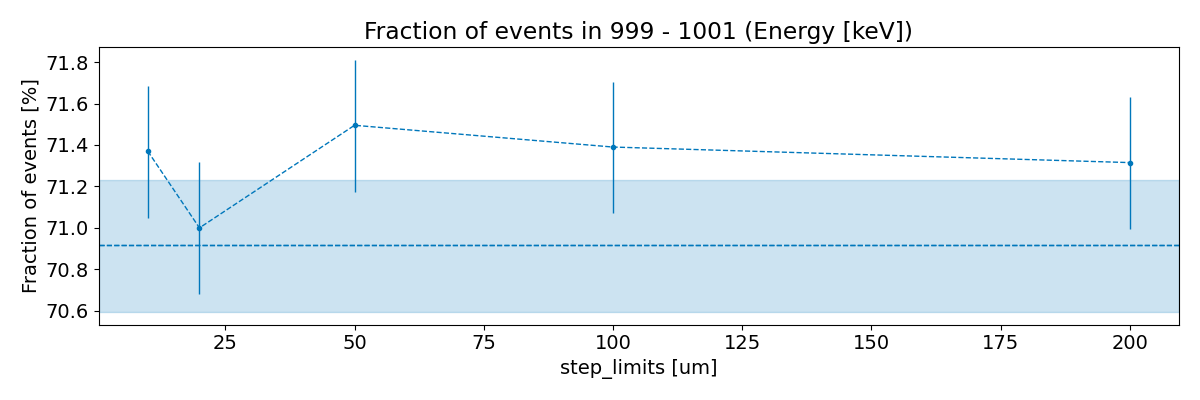 Fraction of events in 999 - 1001 (Energy [keV])
Fraction of events [%]
71.8
71.6
71.4
71.2
71.0
70.8
70.6
25 50 75 100 125 150 175 200
step_limits [um]